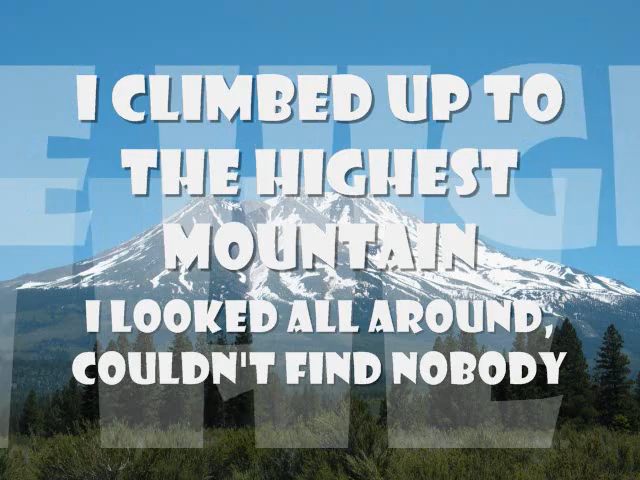 I CLIMBED UP TO
THE HIGHEST
MOUNTAIN
I LOOKED ALL AROUND,
COULDN'T FIND NOBODY